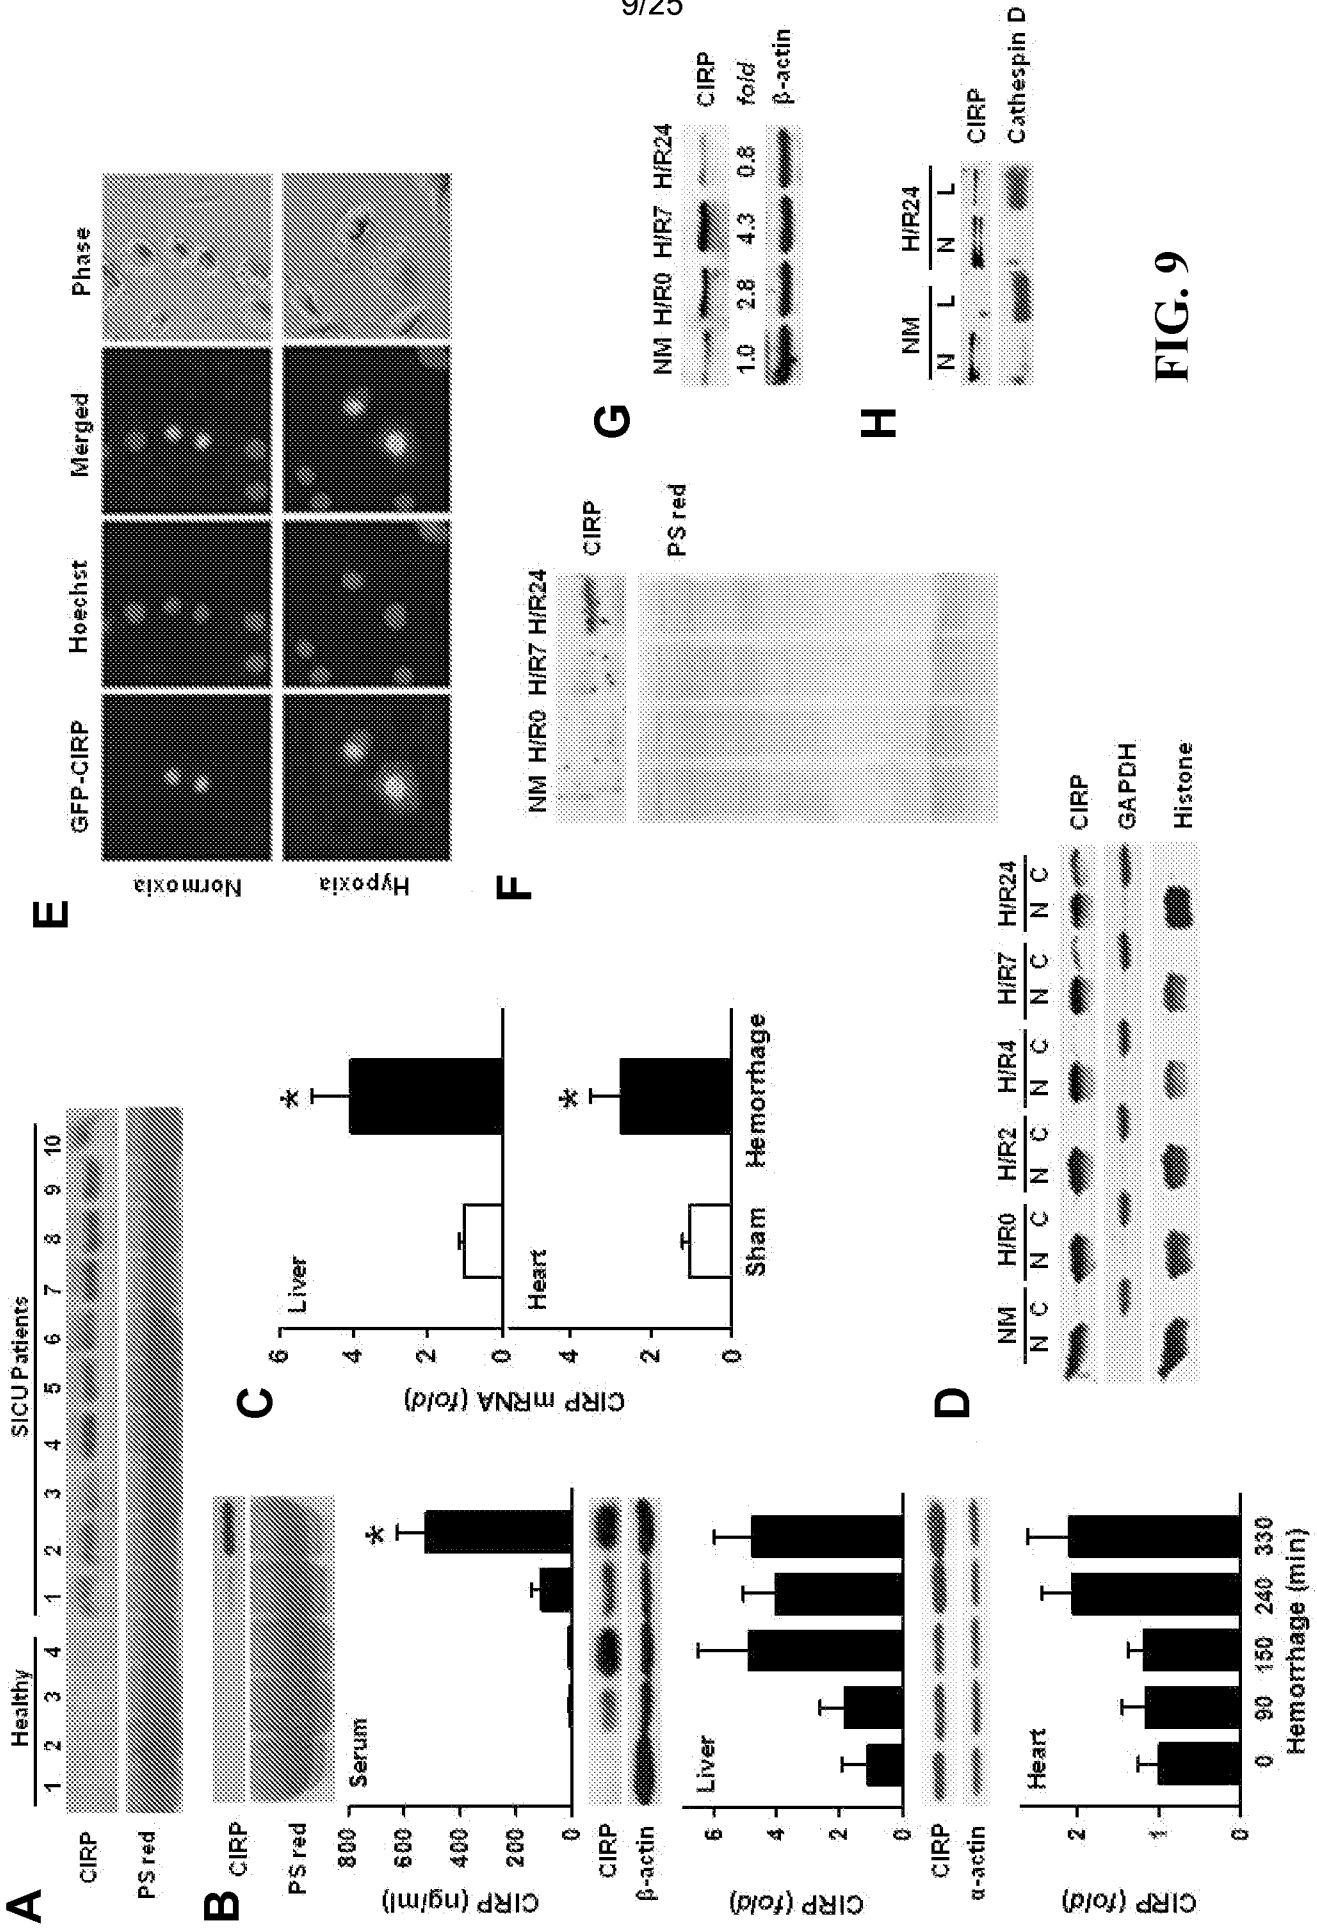 9/25
A
Healthy
SICU Patients
1 2 3 4 1 2 3 4 5 6 7 8 9 10
CIRP
PS red
B
CIRP
PS red
Serum
CIRP (ng/ml)
800
600
400
200
0
CIRP
β-actin
Liver
CIRP (fold)
6
4
2
0
CIRP
α-actin
Heart
CIRP (fold)
2
1
0
0 90 150 240 330
Hemorrhage (min)
C
Liver
6
4
2
0
*
CIRP mRNA (fold)
Heart
4
2
0
*
Sham Hemorrhage
D
NM H/R0 H/R2 H/R4 H/R7 H/R24
N C N C N C N C N C N C
CIRP
GAPDH
Histone
E
GFP-CIRP Hoechst Merged Phase
Normoxia
Hypoxia
F
NM H/R0 H/R7 H/R24
CIRP
PS red
G
NM H/R0 H/R7 H/R24
CIRP
1.0 2.8 4.3 0.8 fold
β-actin
H
NM H/R24
N L N L
CIRP
Cathespin D
*
FIG. 9